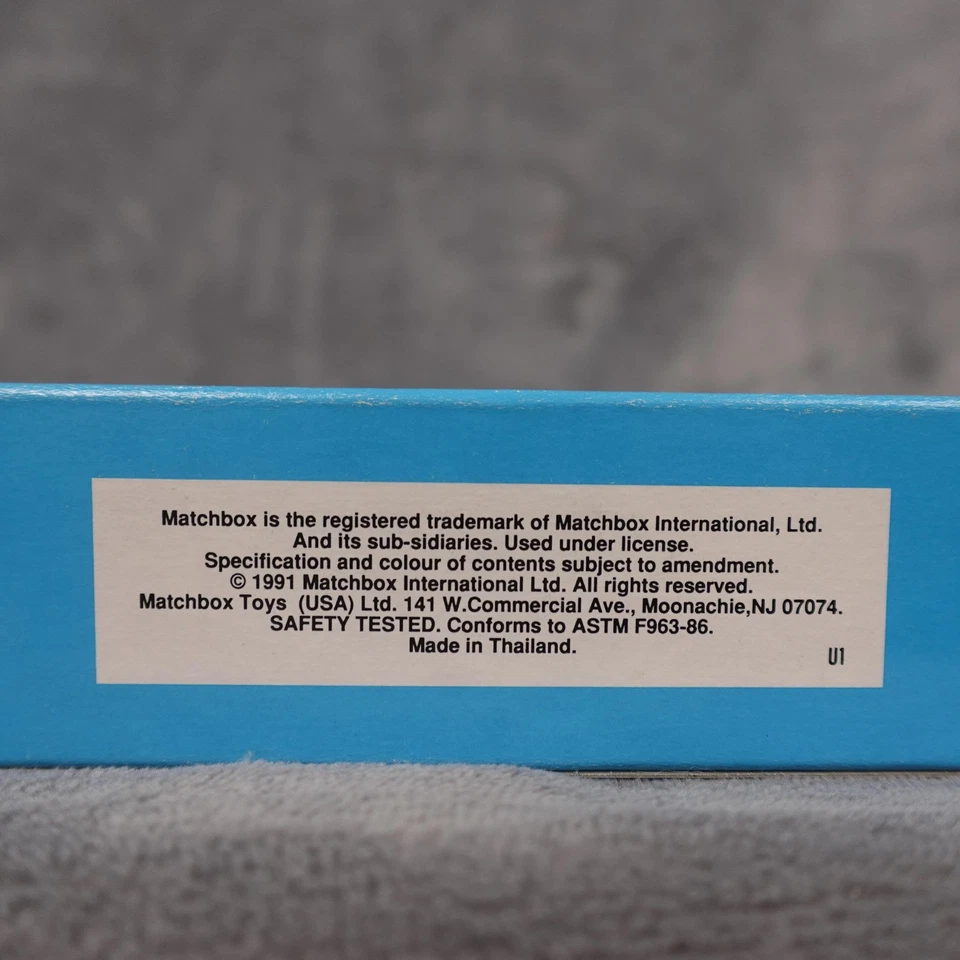 Matchbox is the registered trademark of Matchbox International, Ltd.
And its sub-sidiaries. Used under license.
Specification and colour of contents subject to amendment.
© 1991 Matchbox International Ltd. All rights reserved.
Matchbox Toys (USA) Ltd. 141 W.Commercial Ave., Moonachie,NJ 07074.
SAFETY TESTED. Conforms to ASTM F963-86.
Made in Thailand.
U1